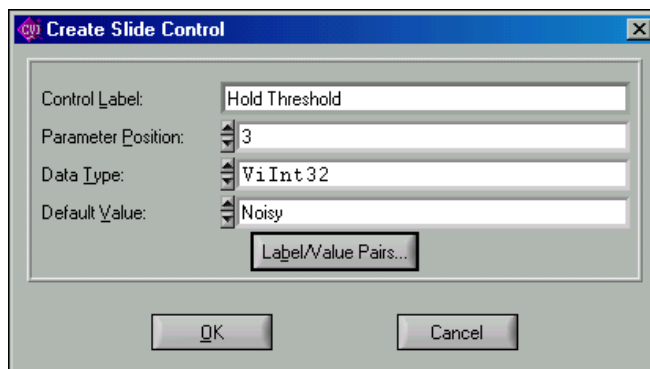 CVI Create Slide Control
Control Label: Hold Threshold
Parameter Position: 3
Data Type: ViInt32
Default Value: Noisy
Label/Value Pairs...
OK Cancel